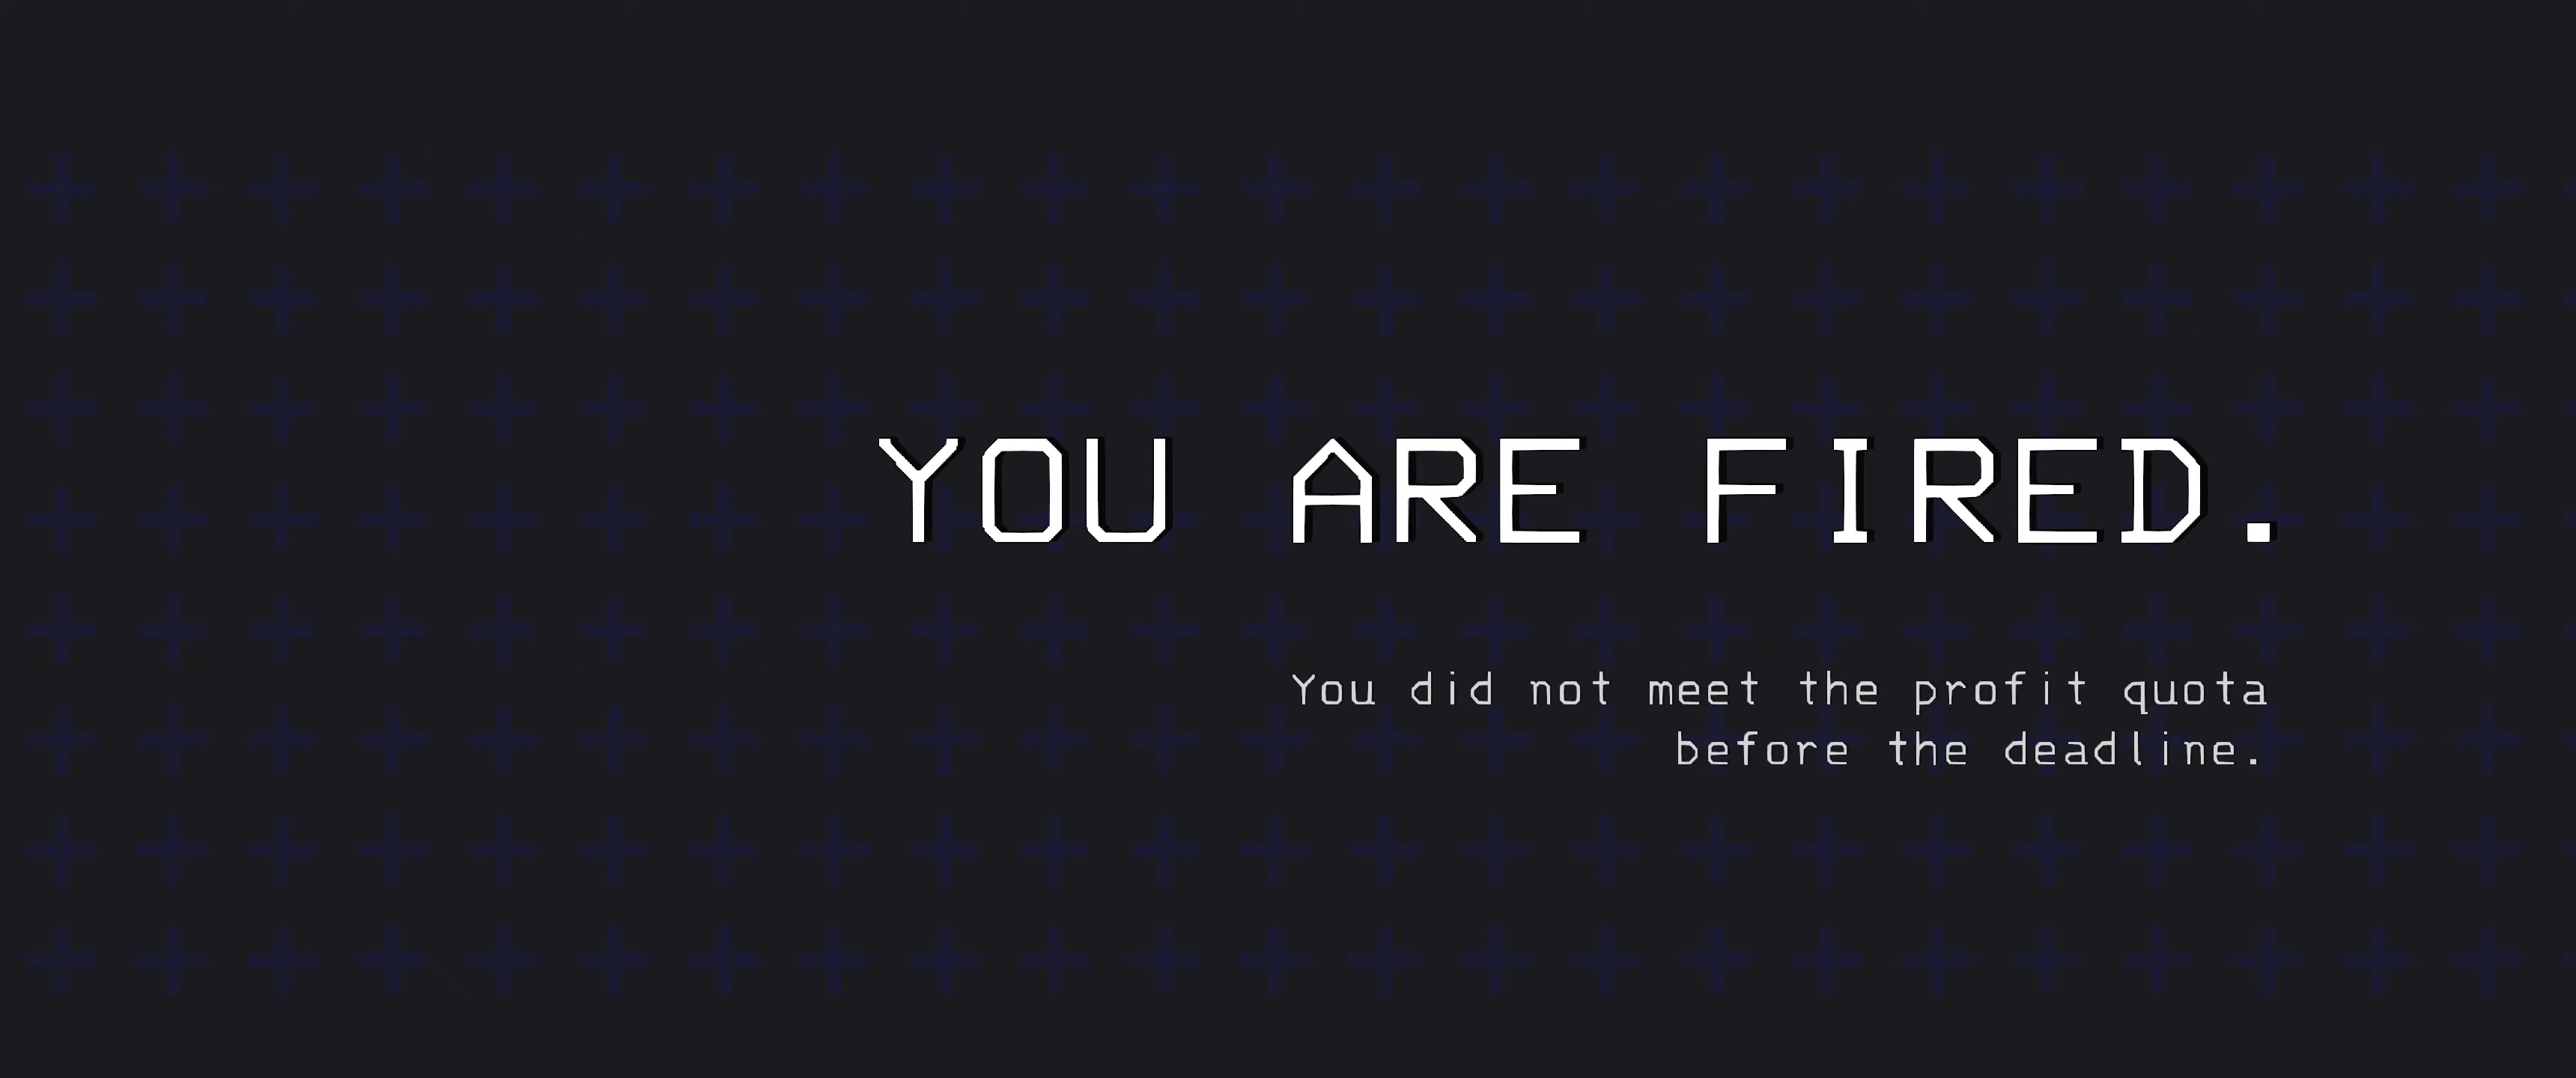 YOU ARE FIRED.
You did not meet the profit quota
before the deadline.